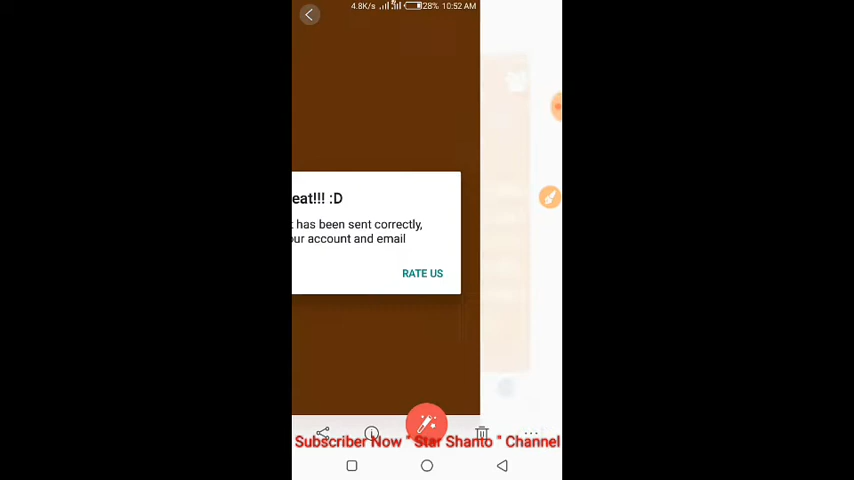 4.8K/s 28% 10:52 AM
eat!!! :D
has been sent correctly,
our account and email
RATE US
Subscriber Now " Star Shanto " Channel